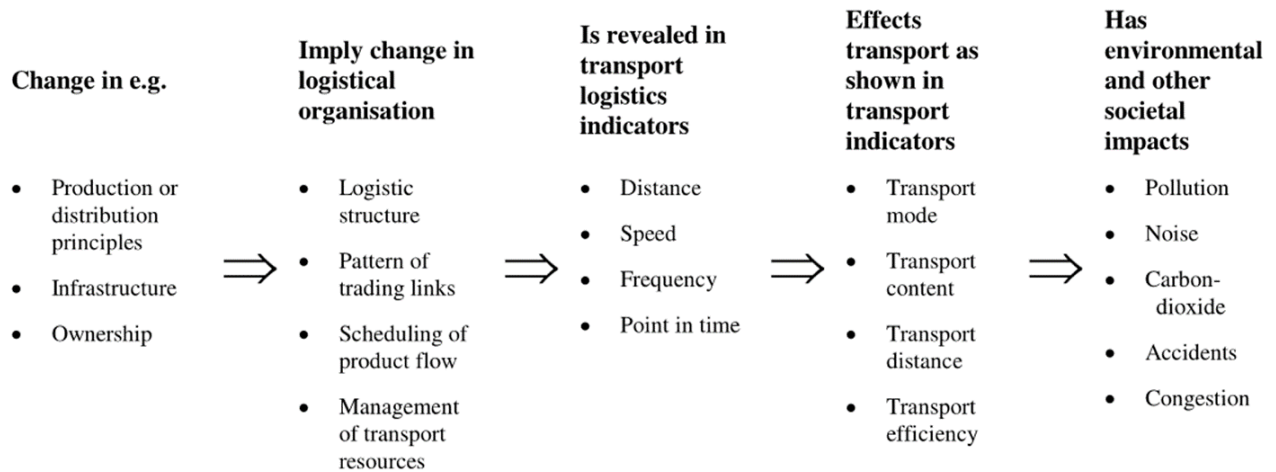 Change in e.g.
Imply change in
logistical
organisation
Is revealed in
transport
logistics
indicators
Effects
transport as
shown in
transport
indicators
Has
environmental
and other
societal
impacts
• Production or
distribution
principles
• Infrastructure
• Ownership
• Logistic
structure
• Pattern of
trading links
• Scheduling of
product flow
• Management
of transport
resources
• Distance
• Speed
• Frequency
• Point in time
• Transport
mode
• Transport
content
• Transport
distance
• Transport
efficiency
• Pollution
• Noise
• Carbon-
dioxide
• Accidents
• Congestion